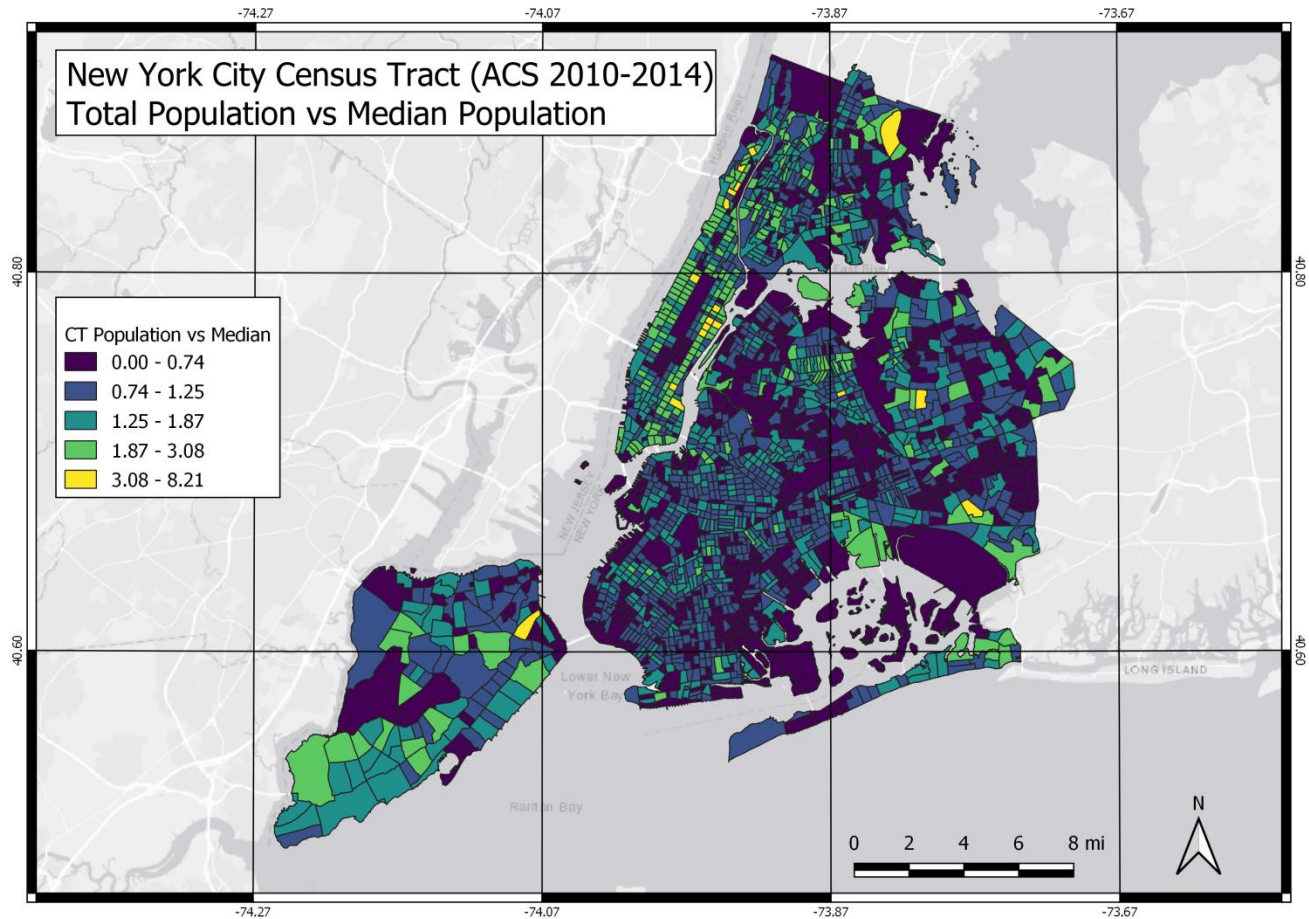 -74.27
-74.07
-73.87
-73.67
New York City Census Tract (ACS 2010-2014)
Total Population vs Median Population
Hudson River
40.80
40.80
East River
CT Population vs Median
0.00 - 0.74
0.74 - 1.25
1.25 - 1.87
1.87 - 3.08
3.08 - 8.21
NEW JERSEY
NEW YORK
40.60
40.60
Lower New
York Bay
LONG ISLAND
Raritan Bay
N
0 2 4 6 8 mi
-74.27
-74.07
-73.87
-73.67